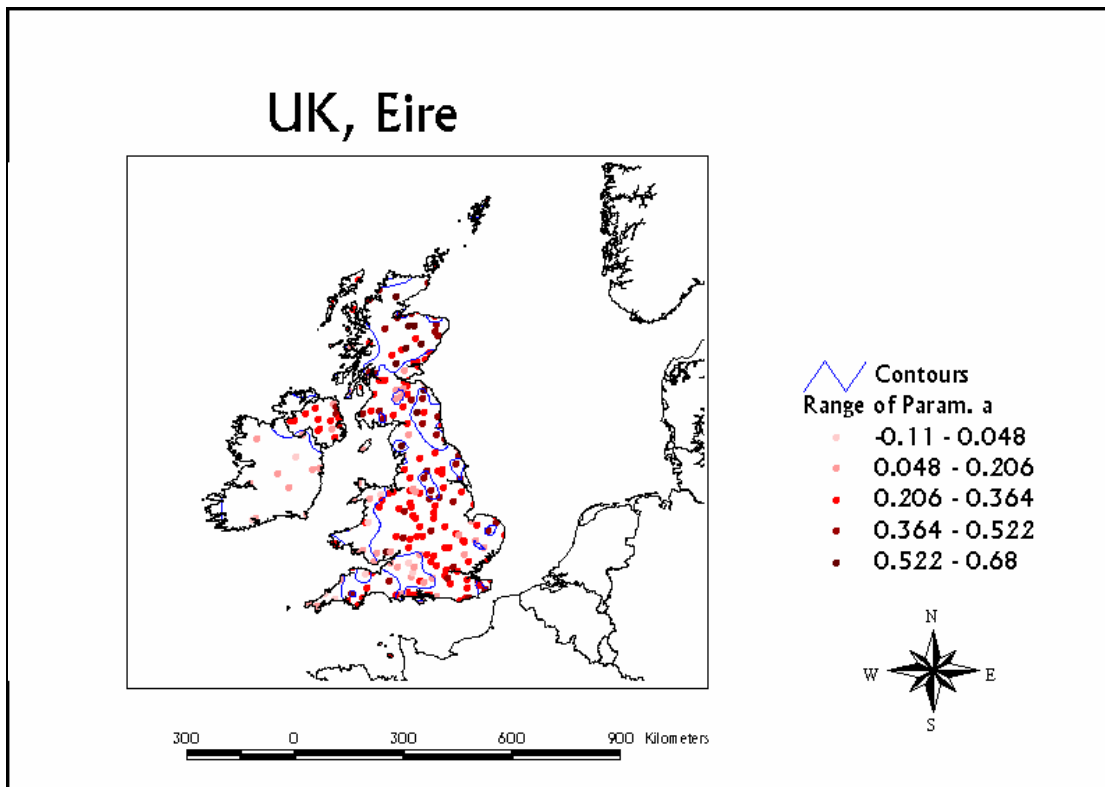 UK, Eire
Contours
Range of Param. a
-0.11 - 0.048
0.048 - 0.206
0.206 - 0.364
0.364 - 0.522
0.522 - 0.68
N
W E
S
300 0 300 600 900 Kilometers